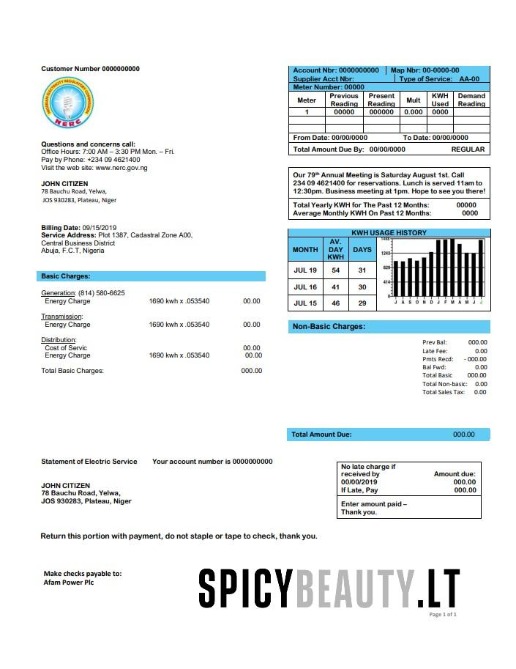 Customer Number 0000000000
NERC
Questions and concerns call:
Office Hours: 7:00 AM – 3:30 PM Mon. – Fri.
Pay by Phone: +234 09 4621400
Visit the web site: www.nerc.gov.ng
JOHN CITIZEN
78 Bauchu Road, Yelwa,
JOS 930283, Plateau, Niger
Billing Date: 09/15/2019
Service Address: Plot 1387, Cadastral Zone A00,
Central Business District
Abuja, F.C.T, Nigeria
Basic Charges:
Generation: (814) 580-6625
Energy Charge 1690 kwh x .053540 00.00
Transmission:
Energy Charge 1690 kwh x .053540 00.00
Distribution:
Cost of Servic 00.00
Energy Charge 1690 kwh x .053540 00.00
Total Basic Charges: 000.00
Account Nbr: 0000000000 Map Nbr: 00-0000-00
Supplier Acct Nbr: Type of Service: AA-00
Meter Number: 00000
Meter Previous Reading Present Reading Mult KWH Used Demand Reading
1 00000 000000 0.000 0000
From Date: 00/00/0000 To Date: 00/00/0000
Total Amount Due By: 00/00/0000 REGULAR
Our 79th Annual Meeting is Saturday August 1st. Call
234 09 4621400 for reservations. Lunch is served 11am to
12:30pm. Business meeting at 1pm. Hope to see you there!
Total Yearly KWH for The Past 12 Months: 00000
Average Monthly KWH On Past 12 Months: 0000
KWH USAGE HISTORY
MONTH AV. DAY KWH DAYS
JUL 19 54 31
JUL 16 41 30
JUL 15 46 29
J A S O N D J F M A M J J
Non-Basic Charges:
Prev Bal: 000.00
Late Fee: 0.00
Pmts Recd: - 000.00
Bal Fwd: 0.00
Total Basic 000.00
Total Non-basic: 0.00
Total Sales Tax: 0.00
Total Amount Due: 000.00
Statement of Electric Service Your account number is 0000000000
JOHN CITIZEN
78 Bauchu Road, Yelwa,
JOS 930283, Plateau, Niger
No late charge if
received by Amount due:
00/00/2019 000.00
If Late, Pay 000.00
Enter amount paid –
Thank you.
Return this portion with payment, do not staple or tape to check, thank you.
Make checks payable to:
Afam Power Plc
SPICYBEAUTY.LT
Page 1 of 1